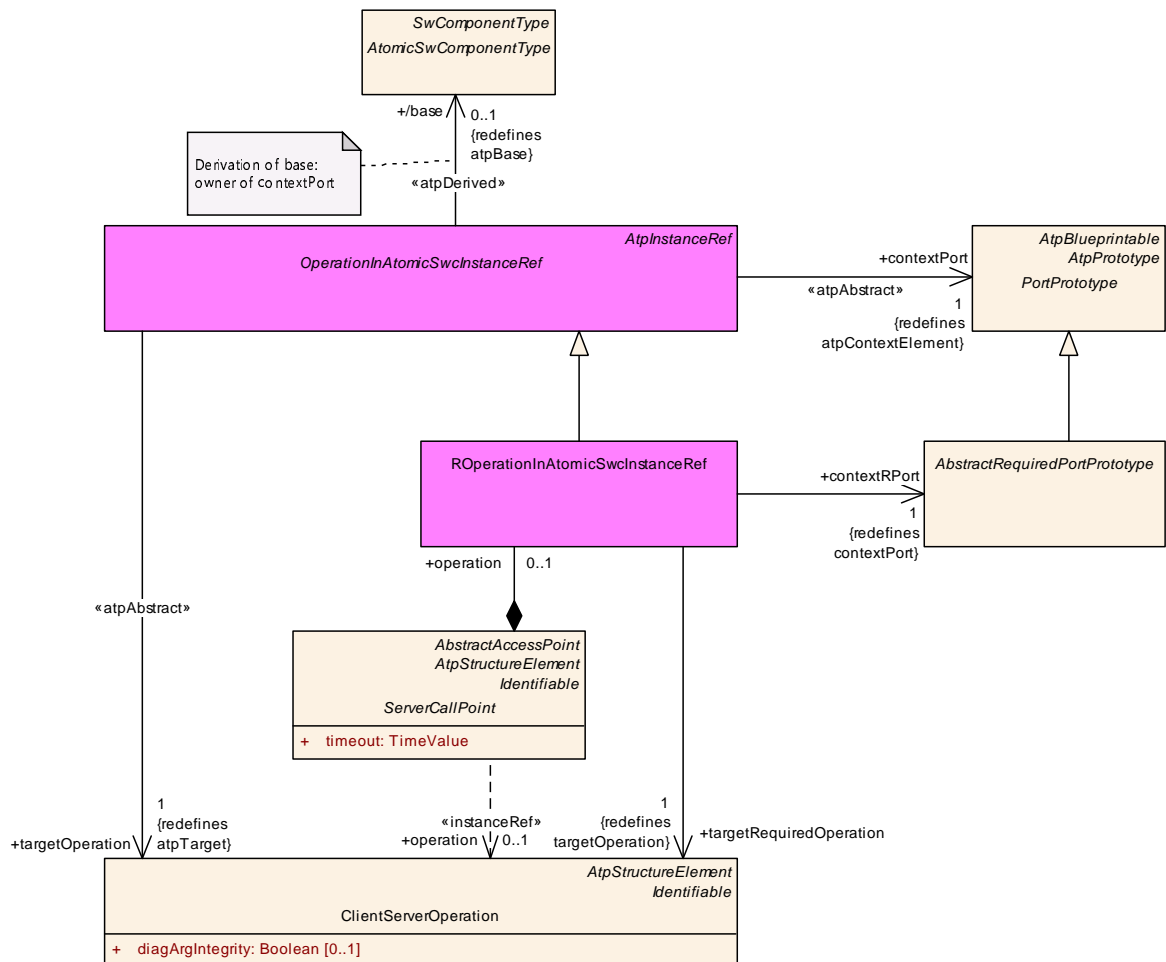 SwComponentType
AtomicSwComponentType
+/base
0..1
{redefines
atpBase}
Derivation of base:
owner of contextPort
«atpDerived»
AtpInstanceRef
OperationInAtomicSwcInstanceRef
+contextPort
«atpAbstract»
1
{redefines
atpContextElement}
AtpBlueprintable
AtpPrototype
PortPrototype
ROperationInAtomicSwcInstanceRef
+contextRPort
1
{redefines
contextPort}
AbstractRequiredPortPrototype
+operation
0..1
«atpAbstract»
AbstractAccessPoint
AtpStructureElement
Identifiable
ServerCallPoint
+ timeout: TimeValue
1
{redefines
atpTarget}
+targetOperation
«instanceRef»
+operation
0..1
1
{redefines
targetOperation}
+targetRequiredOperation
AtpStructureElement
Identifiable
ClientServerOperation
+ diagArgIntegrity: Boolean [0..1]